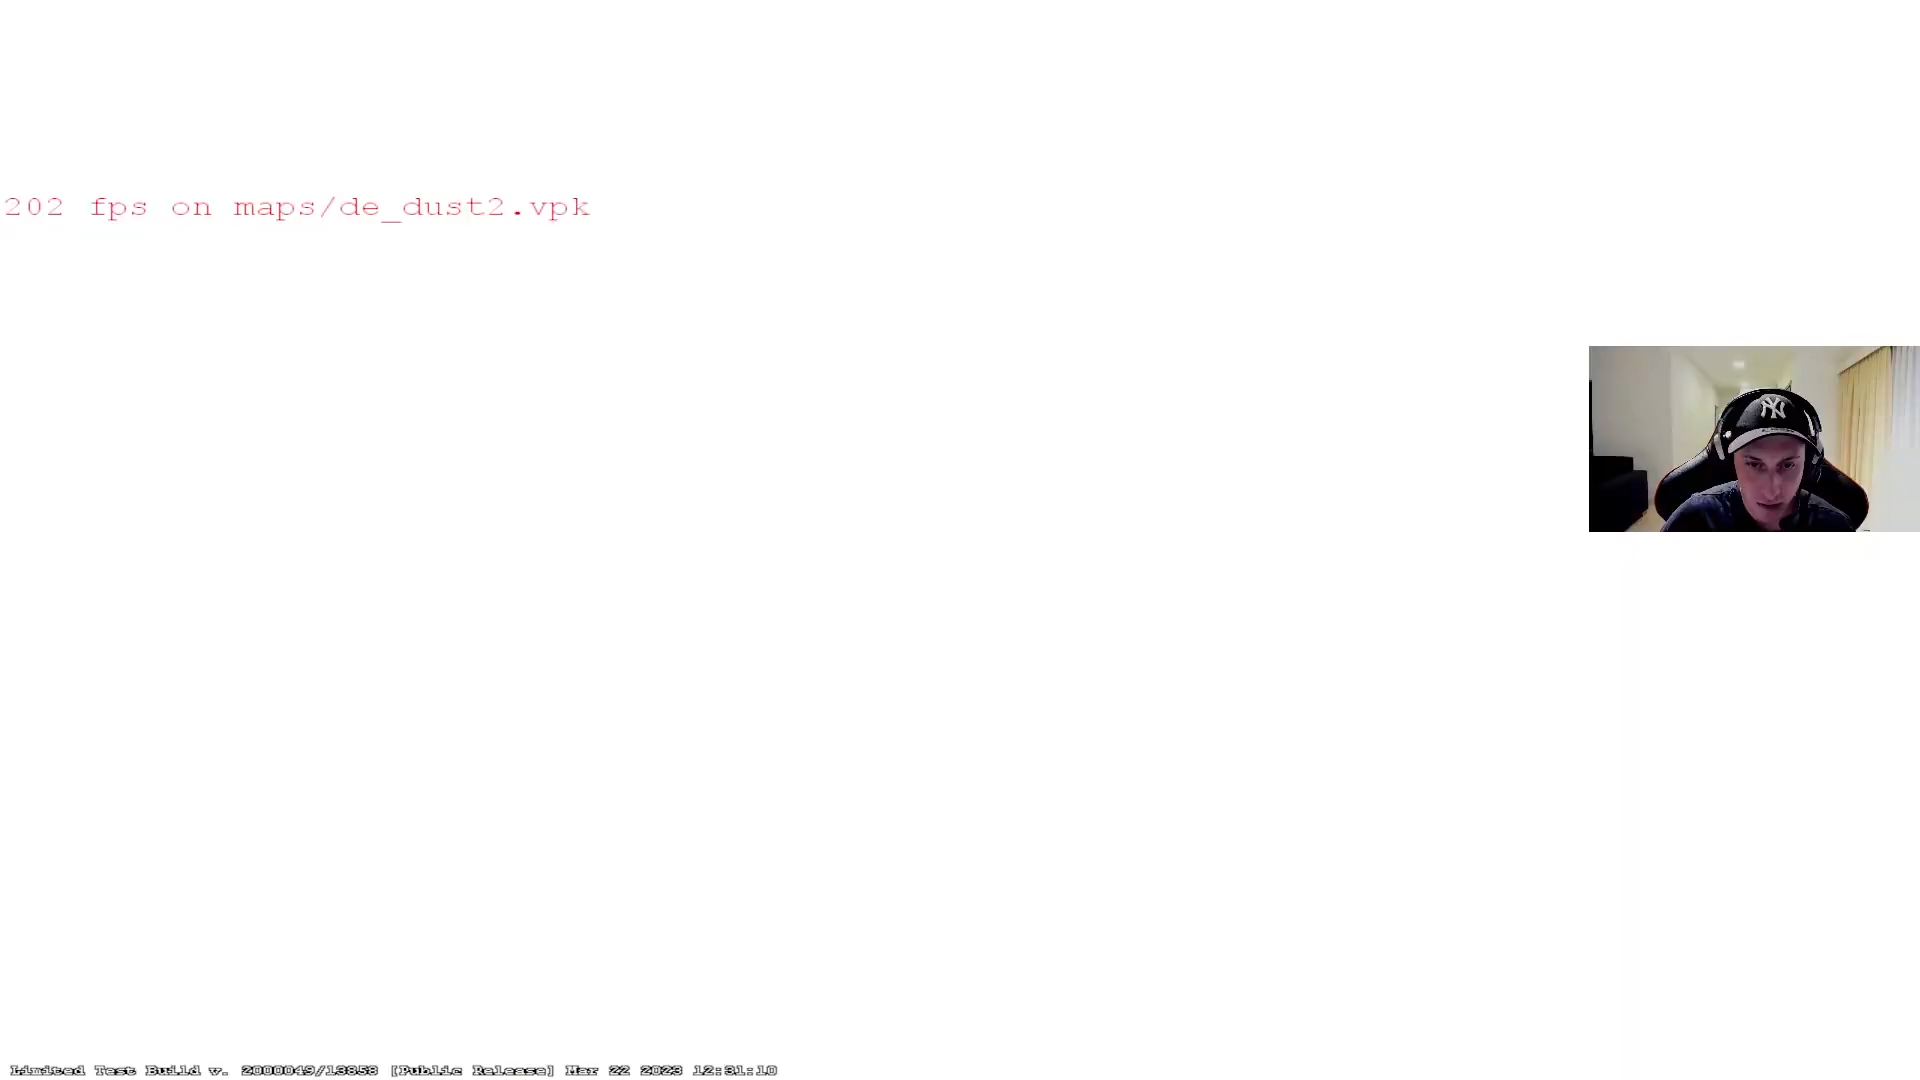 202 fps on maps/de_dust2.vpk
NY
Limited Test Build v. 2000049/13858 [Public Release] Mar 22 2023 12:31:10